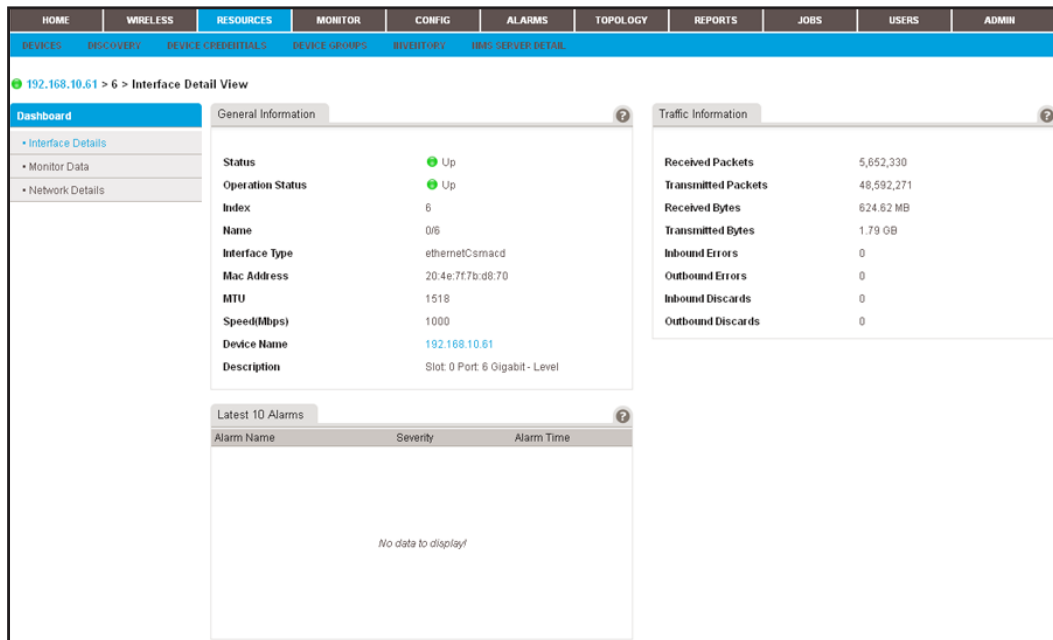 HOME WIRELESS RESOURCES MONITOR CONFIG ALARMS TOPOLOGY REPORTS JOBS USERS ADMIN
DEVICES DISCOVERY DEVICE CREDENTIALS DEVICE GROUPS INVENTORY NMS SERVER DETAIL
192.168.10.61 > 6 > Interface Detail View
Dashboard
• Interface Details
• Monitor Data
• Network Details
General Information ?
Status Up
Operation Status Up
Index 6
Name 0/6
Interface Type ethernetCsmacd
Mac Address 20:4e:7f:7b:d8:70
MTU 1518
Speed(Mbps) 1000
Device Name 192.168.10.61
Description Slot: 0 Port: 6 Gigabit - Level
Traffic Information ?
Received Packets 5,652,330
Transmitted Packets 48,592,271
Received Bytes 624.62 MB
Transmitted Bytes 1.79 GB
Inbound Errors 0
Outbound Errors 0
Inbound Discards 0
Outbound Discards 0
Latest 10 Alarms ?
Alarm Name Severity Alarm Time
No data to display!